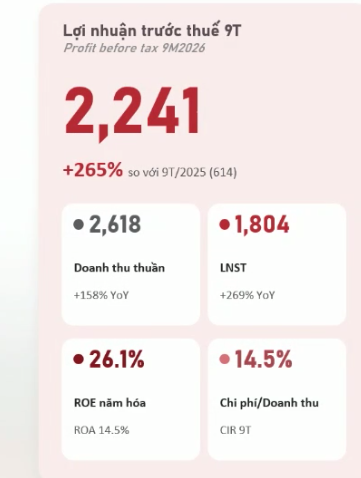 Lợi nhuận trước thuế 9T
Profit before tax 9M2026
2,241
+265% so với 9T/2025 (614)
2,618
Doanh thu thuần
+158% YoY
1,804
LNST
+269% YoY
26.1%
ROE năm hóa
ROA 14.5%
14.5%
Chi phí/Doanh thu
CIR 9T